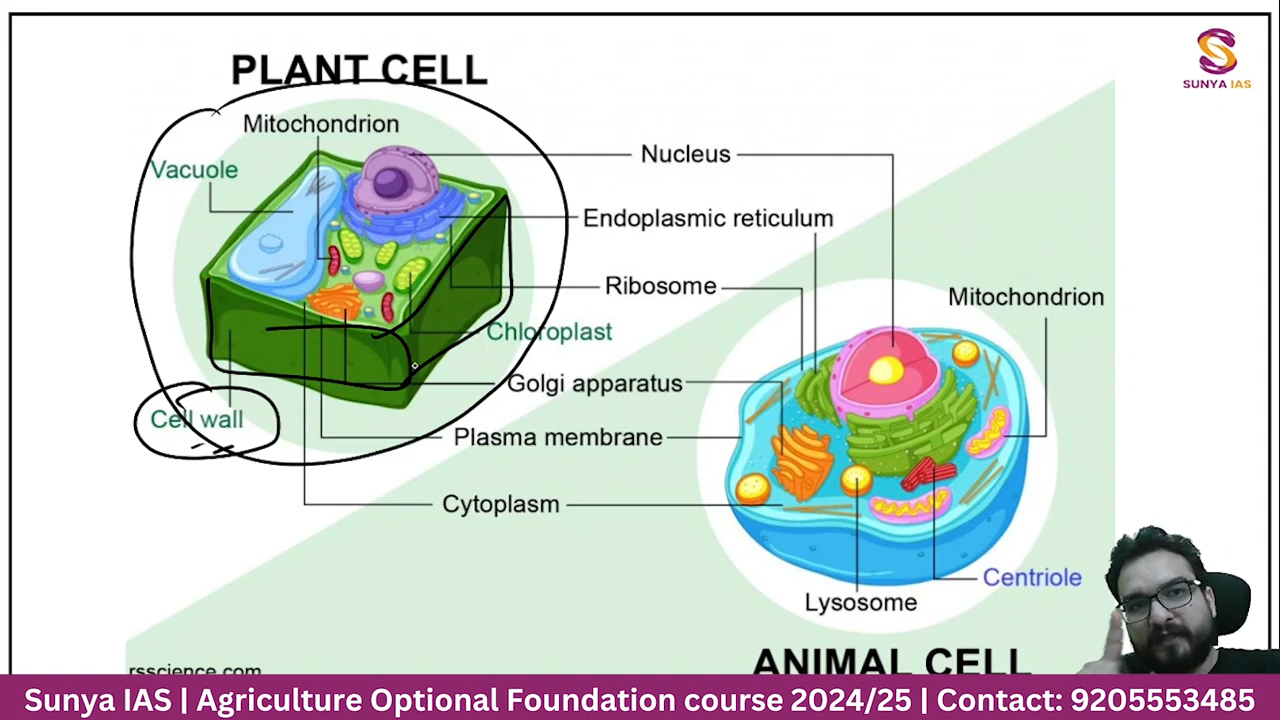 PLANT CELL
SUNYA IAS
Mitochondrion
Vacuole
Nucleus
Endoplasmic reticulum
Ribosome
Mitochondrion
Chloroplast
Golgi apparatus
Cell wall
Plasma membrane
Cytoplasm
Centriole
Lysosome
ANIMAL CELL
rsscience.com
Sunya IAS | Agriculture Optional Foundation course 2024/25 | Contact: 9205553485